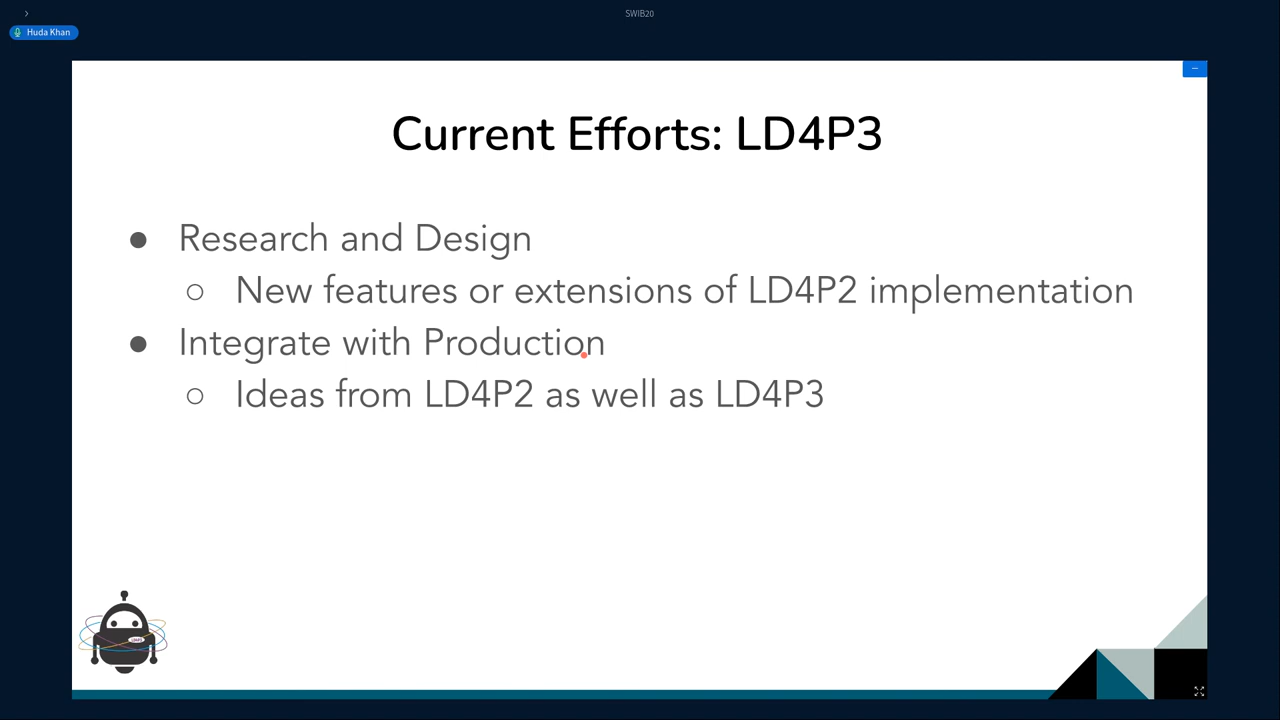 SWIB20
Huda Khan
Current Efforts: LD4P3
● Research and Design
○ New features or extensions of LD4P2 implementation
● Integrate with Production
○ Ideas from LD4P2 as well as LD4P3